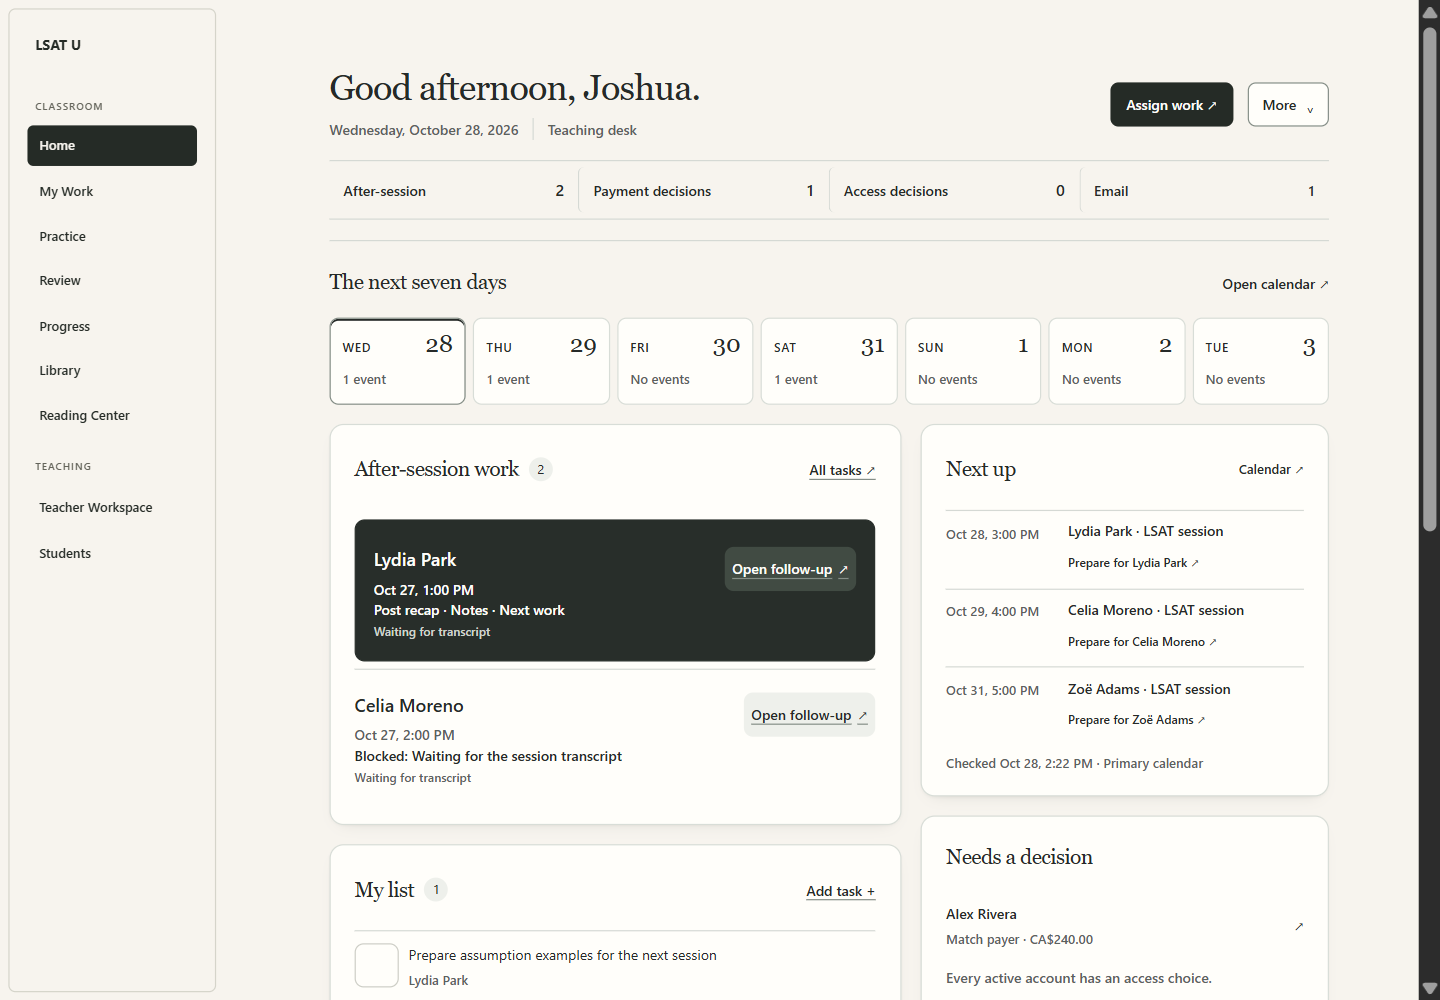 LSAT U
CLASSROOM
Home
My Work
Practice
Review
Progress
Library
Reading Center
TEACHING
Teacher Workspace
Students
Good afternoon, Joshua.
Wednesday, October 28, 2026
Teaching desk
Assign work ↗
More ˅
After-session 2
Payment decisions 1
Access decisions 0
Email 1
The next seven days
Open calendar ↗
WED 28
1 event
THU 29
1 event
FRI 30
No events
SAT 31
1 event
SUN 1
No events
MON 2
No events
TUE 3
No events
After-session work 2
All tasks ↗
Lydia Park
Oct 27, 1:00 PM
Post recap · Notes · Next work
Waiting for transcript
Open follow-up ↗
Celia Moreno
Oct 27, 2:00 PM
Blocked: Waiting for the session transcript
Waiting for transcript
Open follow-up ↗
My list 1
Add task +
Prepare assumption examples for the next session
Lydia Park
Next up
Calendar ↗
Oct 28, 3:00 PM
Lydia Park · LSAT session
Prepare for Lydia Park ↗
Oct 29, 4:00 PM
Celia Moreno · LSAT session
Prepare for Celia Moreno ↗
Oct 31, 5:00 PM
Zoë Adams · LSAT session
Prepare for Zoë Adams ↗
Checked Oct 28, 2:22 PM · Primary calendar
Needs a decision
Alex Rivera
Match payer · CA$240.00
↗
Every active account has an access choice.